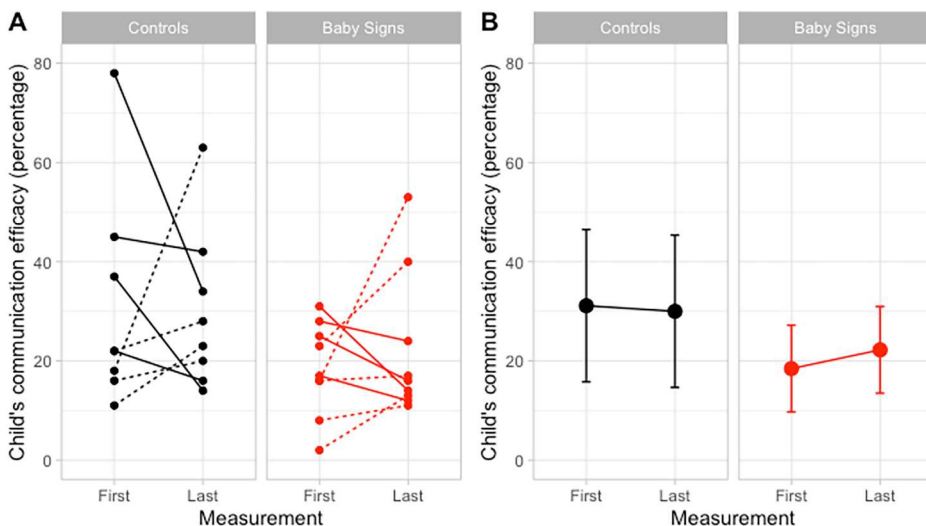 A
Controls
Baby Signs
Child's communication efficacy (percentage)
80
60
40
20
0
First
Last
First
Last
Measurement
B
Controls
Baby Signs
Child's communication efficacy (percentage)
80
60
40
20
0
First
Last
First
Last
Measurement